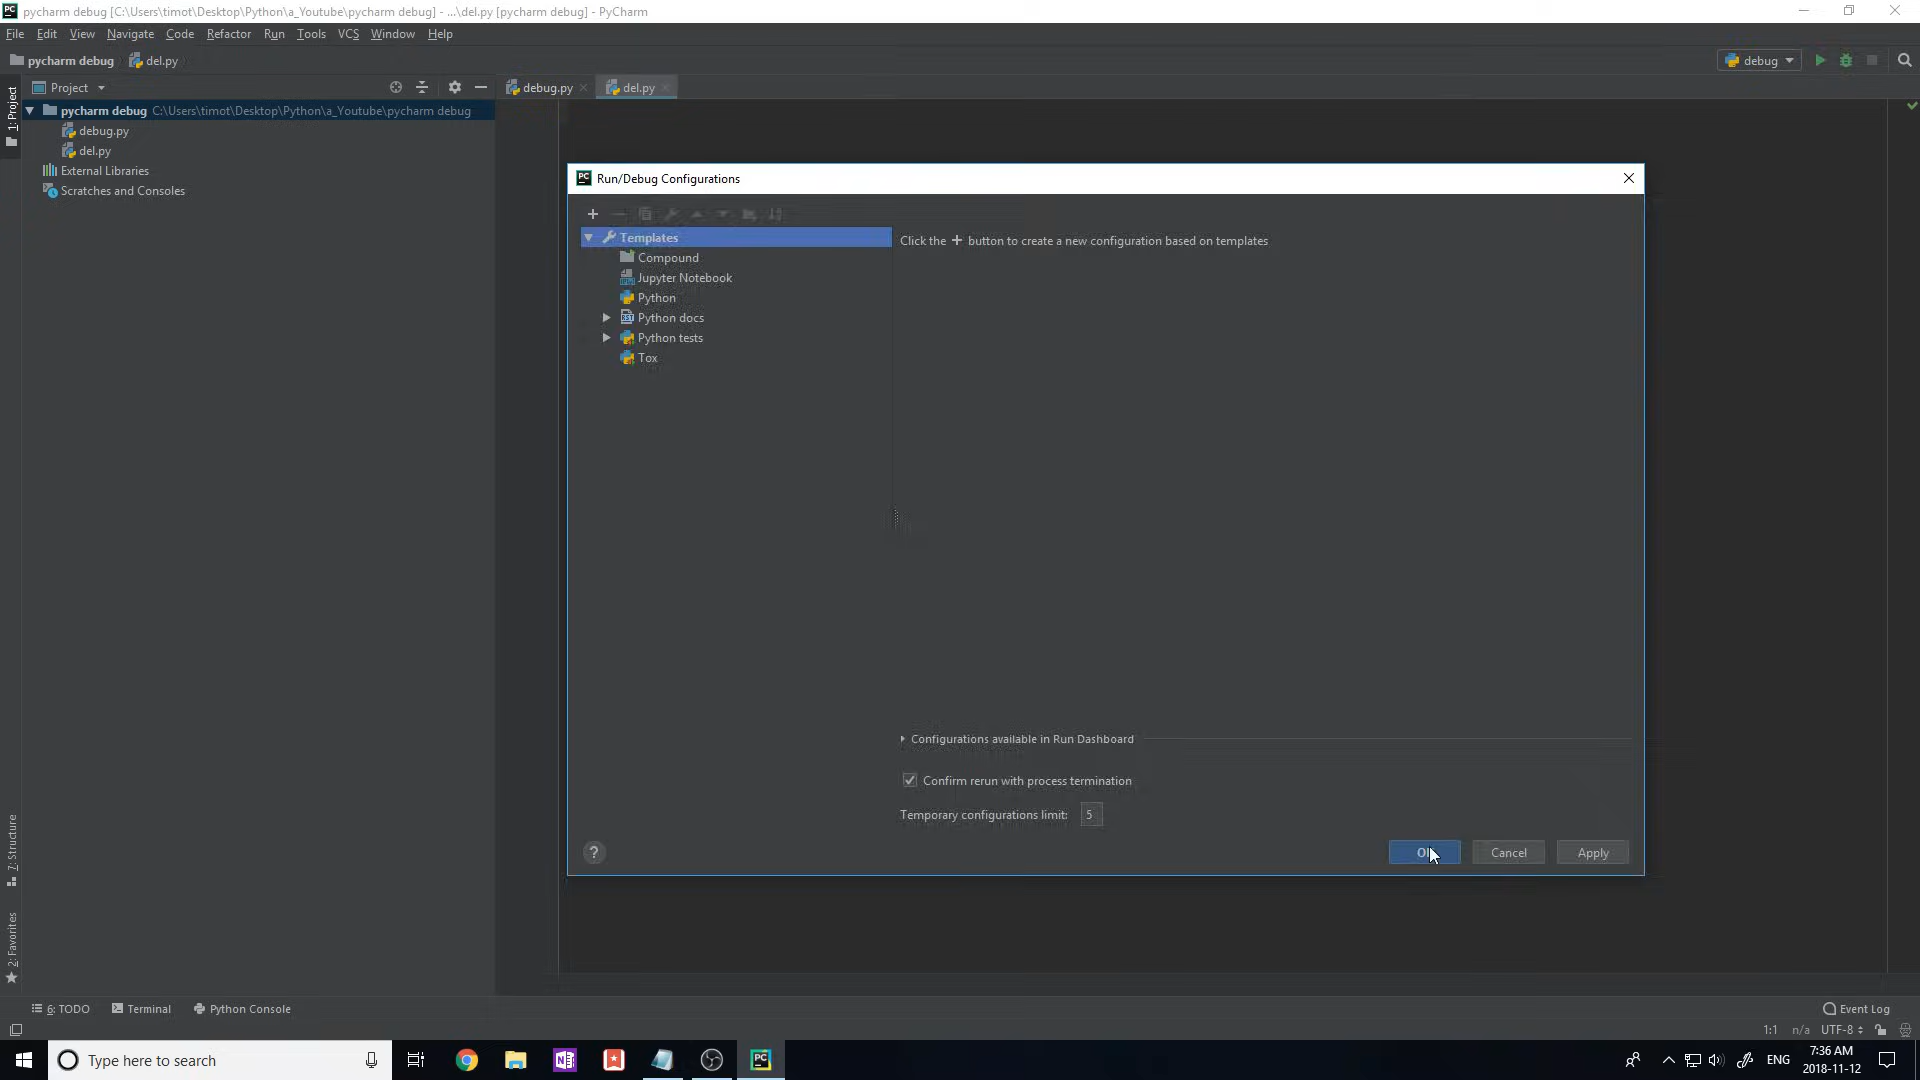 pycharm debug [C:\Users\timot\Desktop\Python\a_Youtube\pycharm debug] - ...\del.py [pycharm debug] - PyCharm
File Edit View Navigate Code Refactor Run Tools VCS Window Help
pycharm debug del.py
debug
Project
debug.py del.py
1: Project
pycharm debug C:\Users\timot\Desktop\Python\a_Youtube\pycharm debug
debug.py
del.py
External Libraries
Scratches and Consoles
Run/Debug Configurations
Templates
Click the + button to create a new configuration based on templates
Compound
Jupyter Notebook
Python
Python docs
Python tests
Tox
Configurations available in Run Dashboard
Confirm rerun with process termination
Temporary configurations limit: 5
?
Cancel
Apply
7: Structure
2: Favorites
6: TODO Terminal Python Console
Event Log
1:1 n/a UTF-8
Type here to search
ENG
7:36 AM
2018-11-12